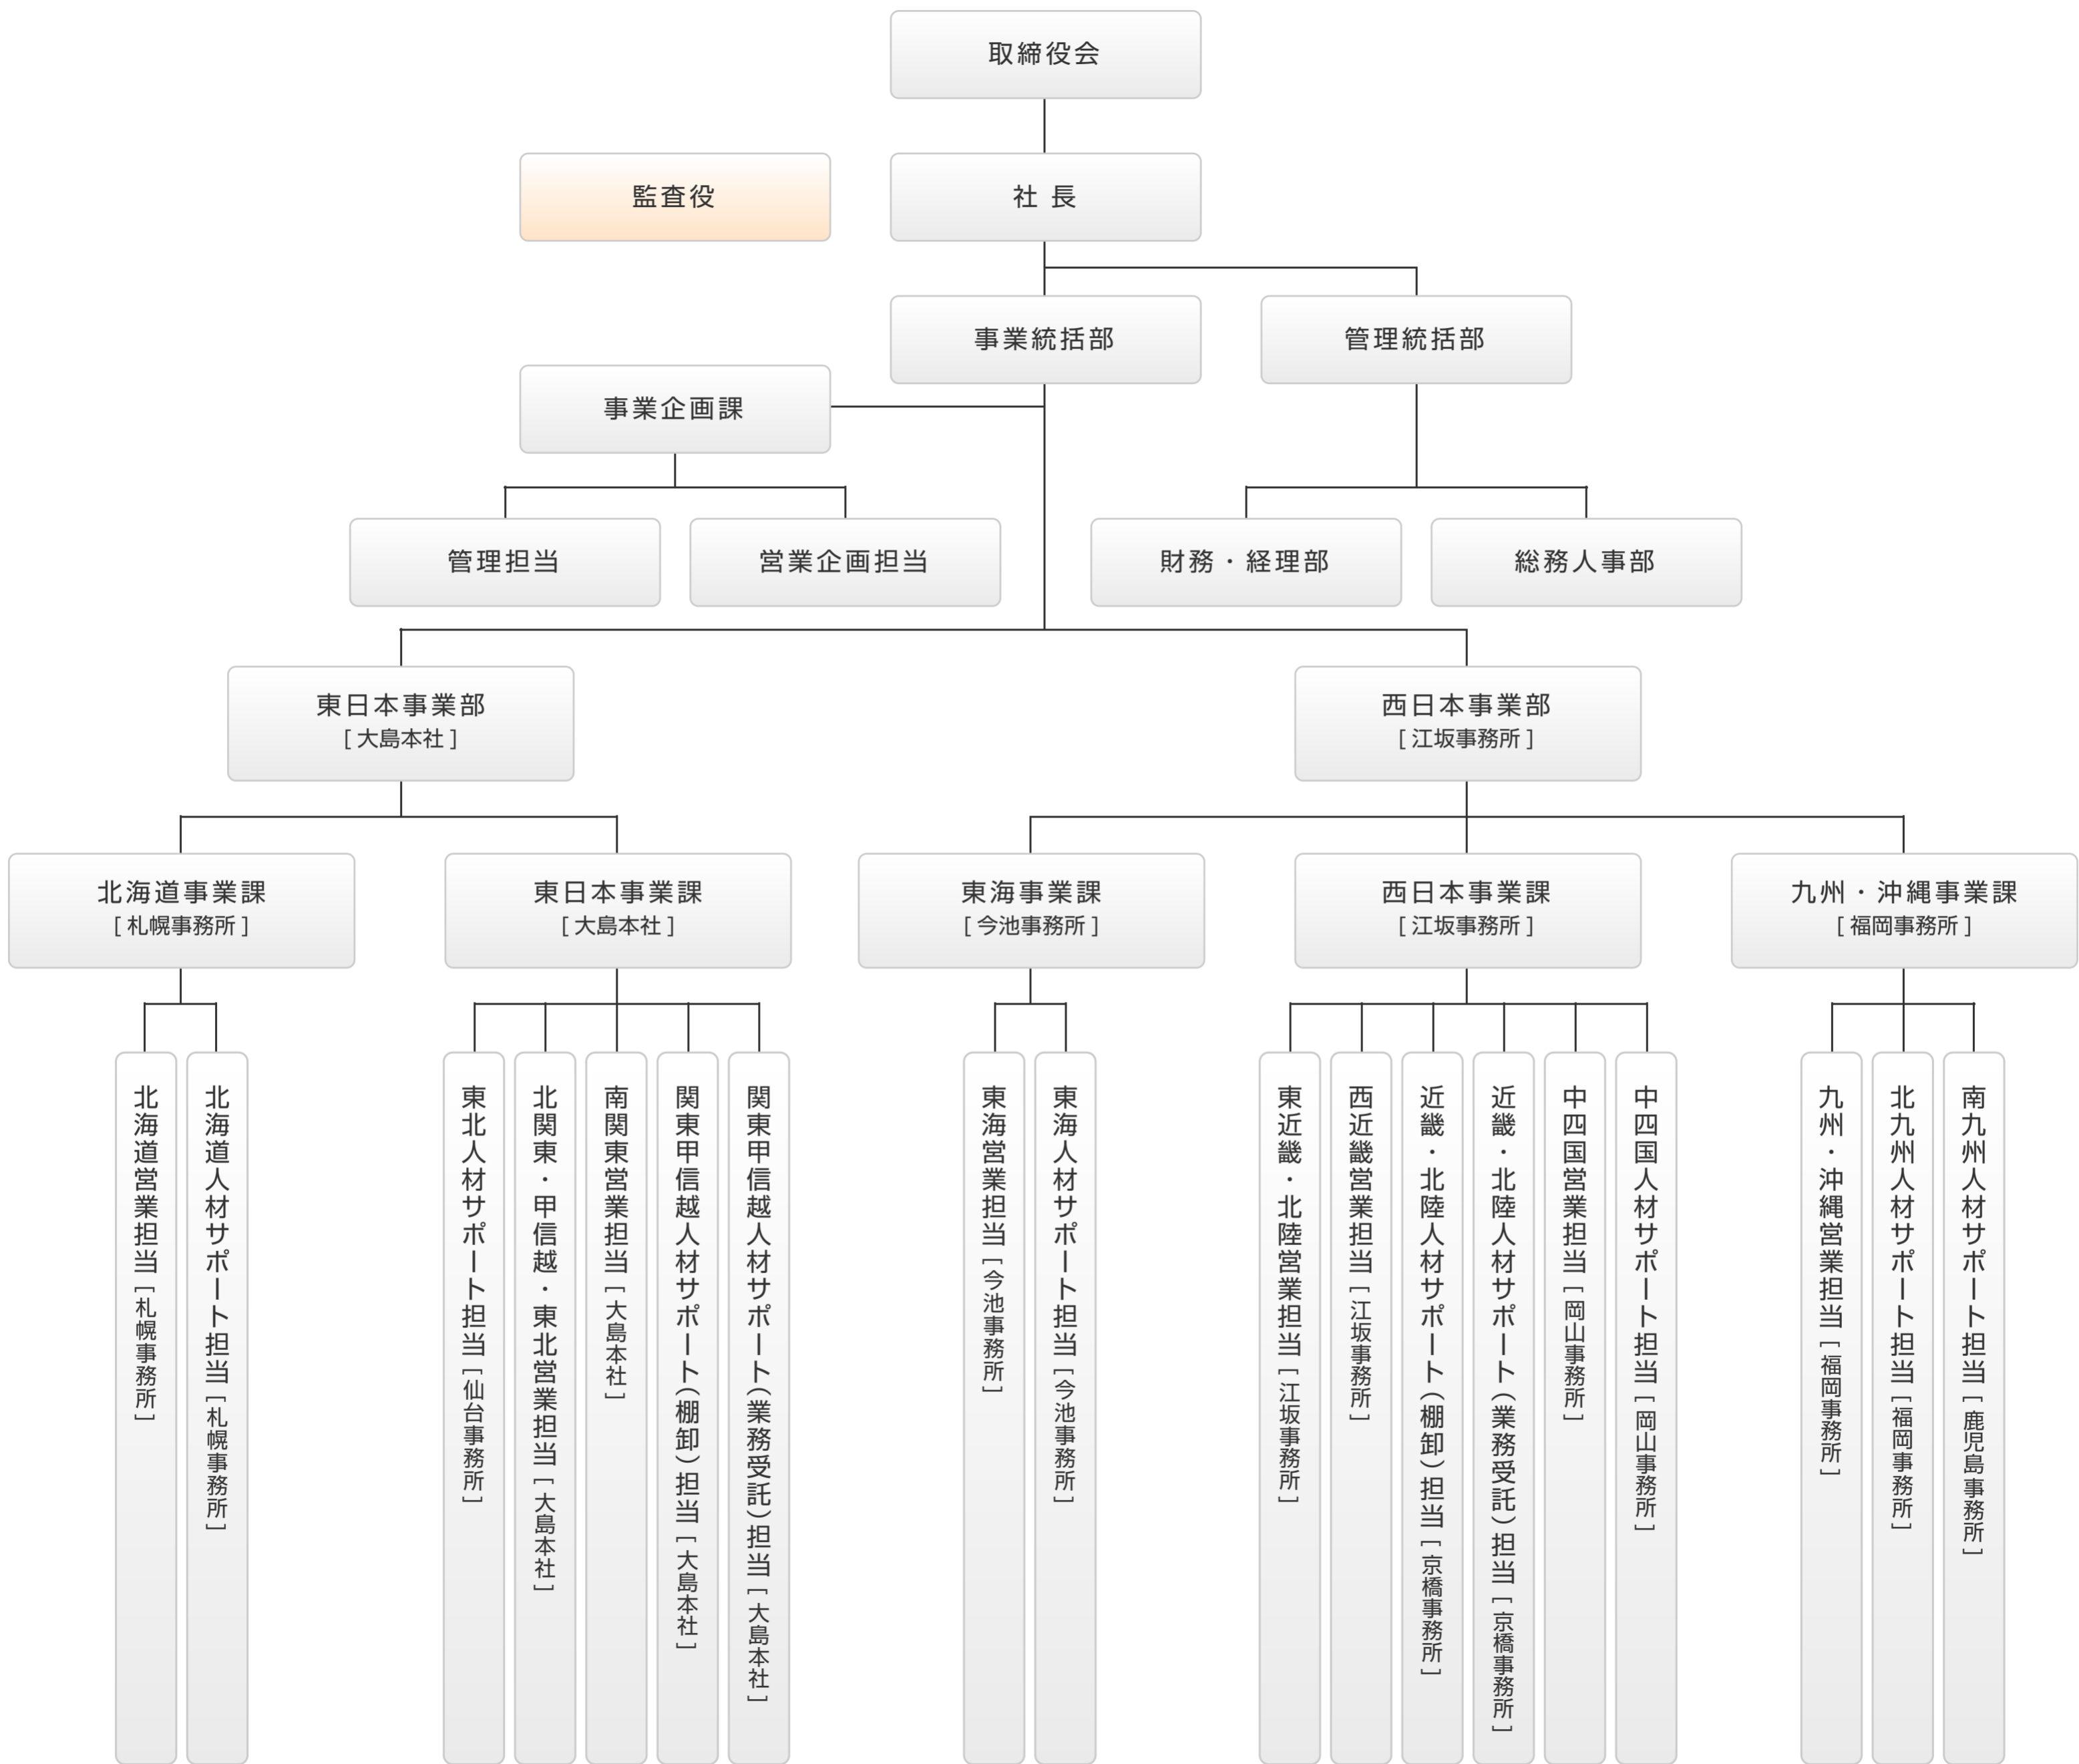 取締役会
監査役
社 長
事業統括部
管理統括部
事業企画課
管理担当
営業企画担当
財務・経理部
総務人事部
東日本事業部
[ 大島本社 ]
西日本事業部
[ 江坂事務所 ]
北海道事業課
[ 札幌事務所 ]
東日本事業課
[ 大島本社 ]
東海事業課
[ 今池事務所 ]
西日本事業課
[ 江坂事務所 ]
九州・沖縄事業課
[ 福岡事務所 ]
北海道営業担当 [ 札幌事務所 ]
北海道人材サポート担当 [ 札幌事務所 ]
東北人材サポート担当 [ 仙台事務所 ]
北関東・甲信越・東北営業担当 [ 大島本社 ]
南関東営業担当 [ 大島本社 ]
関東甲信越人材サポート（棚卸）担当 [ 大島本社 ]
関東甲信越人材サポート（業務受託）担当 [ 大島本社 ]
東海営業担当 [ 今池事務所 ]
東海人材サポート担当 [ 今池事務所 ]
東近畿・北陸営業担当 [ 江坂事務所 ]
西近畿営業担当 [ 江坂事務所 ]
近畿・北陸人材サポート（棚卸）担当 [ 京橋事務所 ]
近畿・北陸人材サポート（業務受託）担当 [ 京橋事務所 ]
中四国営業担当 [ 岡山事務所 ]
中四国人材サポート担当 [ 岡山事務所 ]
九州・沖縄営業担当 [ 福岡事務所 ]
北九州人材サポート担当 [ 福岡事務所 ]
南九州人材サポート担当 [ 鹿児島事務所 ]